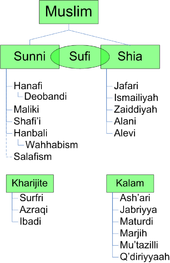 Muslim
Sunni
Sufi
Shia
Hanafi
Deobandi
Maliki
Shafi'i
Hanbali
Wahhabism
Salafism
Jafari
Ismailiyah
Zaiddiyah
Alani
Alevi
Kharijite
Surfri
Azraqi
Ibadi
Kalam
Ash'ari
Jabriyya
Maturdi
Marjih
Mu'tazilli
Q'diriyyaah